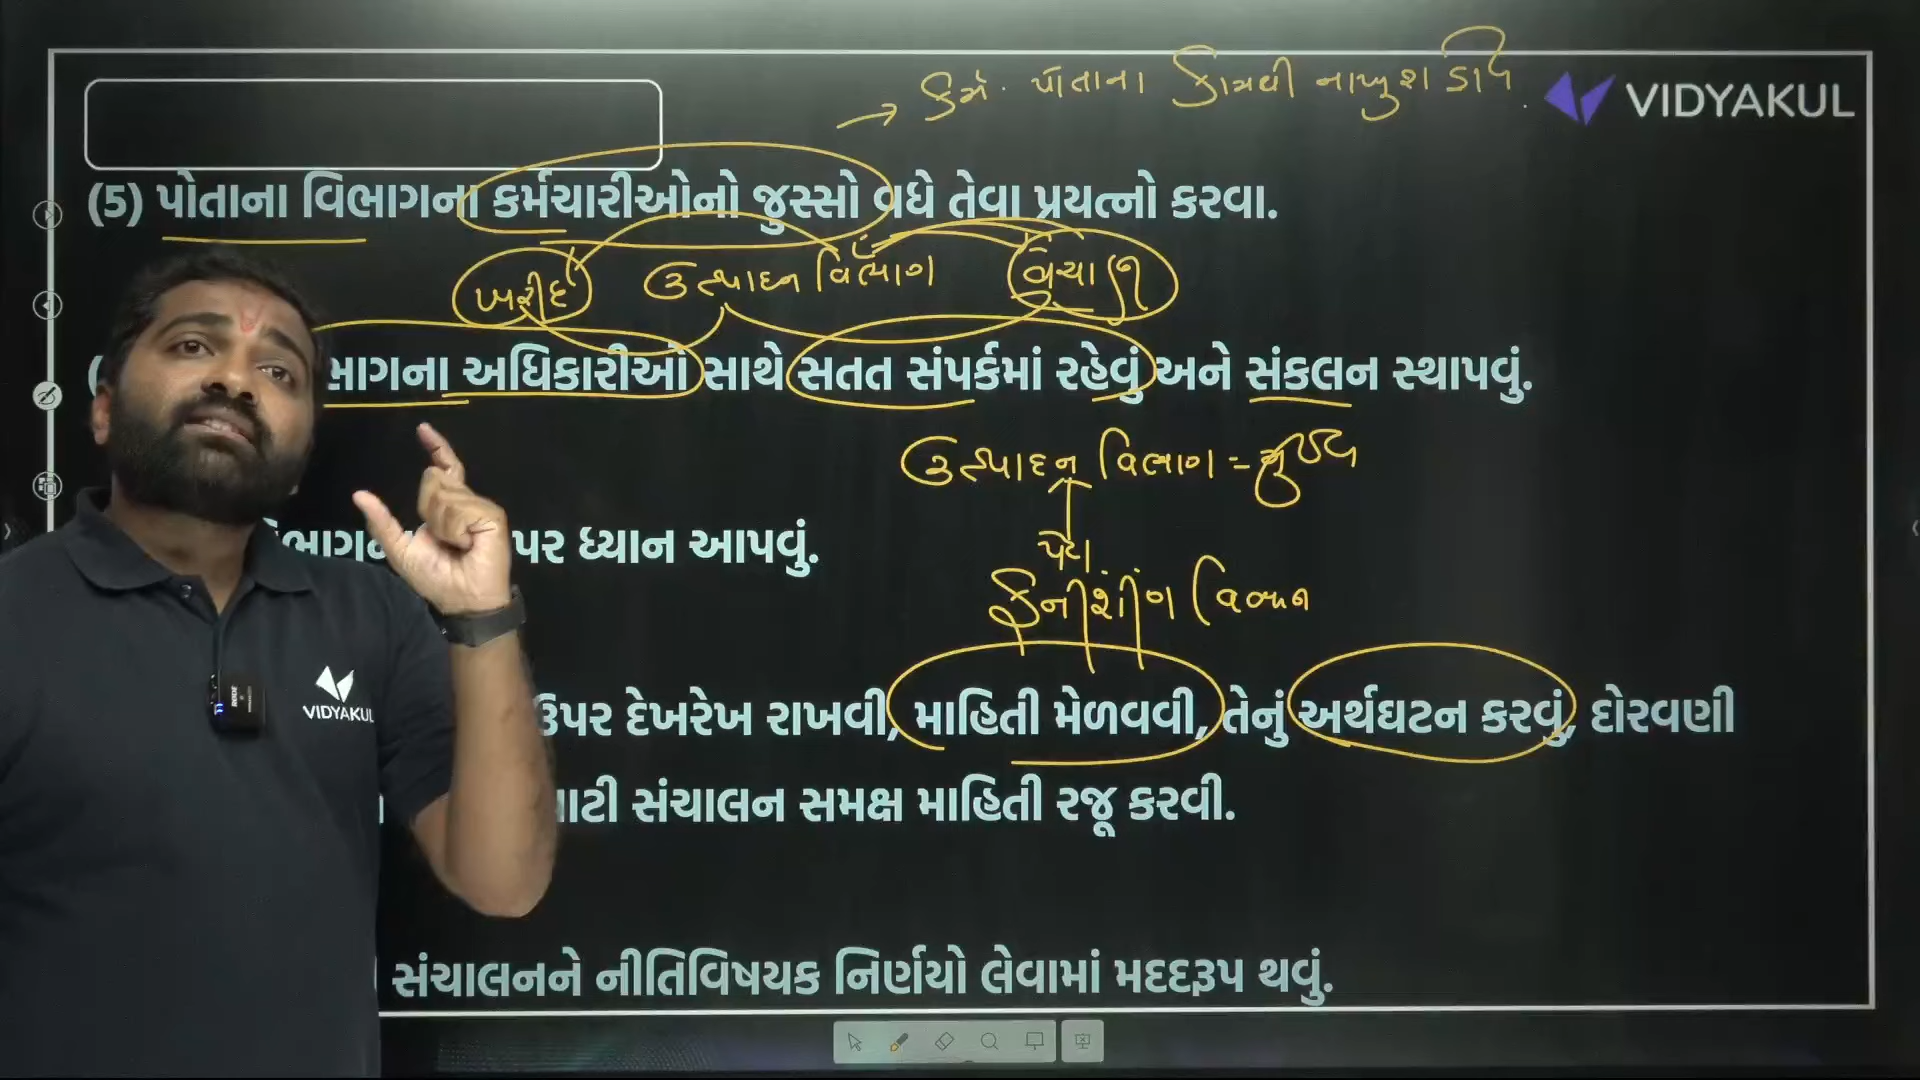 કર્મ. પોતાના કામથી નાખુશ હોય.
VIDYAKUL
(5) પોતાના વિભાગના કર્મચારીઓનો જુસ્સો વધે તેવા પ્રયત્નો કરવા.
ખરીદ ઉત્પાદન વિભાગ વેચાણ
ભાગના અધિકારીઓ સાથે સતત સંપર્કમાં રહેવું અને સંકલન સ્થાપવું.
ઉત્પાદન વિભાગ = મુખ્ય
પર ધ્યાન આપવું.
પેટા
ફિનીશીંગ વિભાગ
ઉપર દેખરેખ રાખવી, માહિતી મેળવવી, તેનું અર્થઘટન કરવું, દોરવણી
VIDYAKUL
પાટી સંચાલન સમક્ષ માહિતી રજૂ કરવી.
સંચાલનને નીતિવિષયક નિર્ણયો લેવામાં મદદરૂપ થવું.